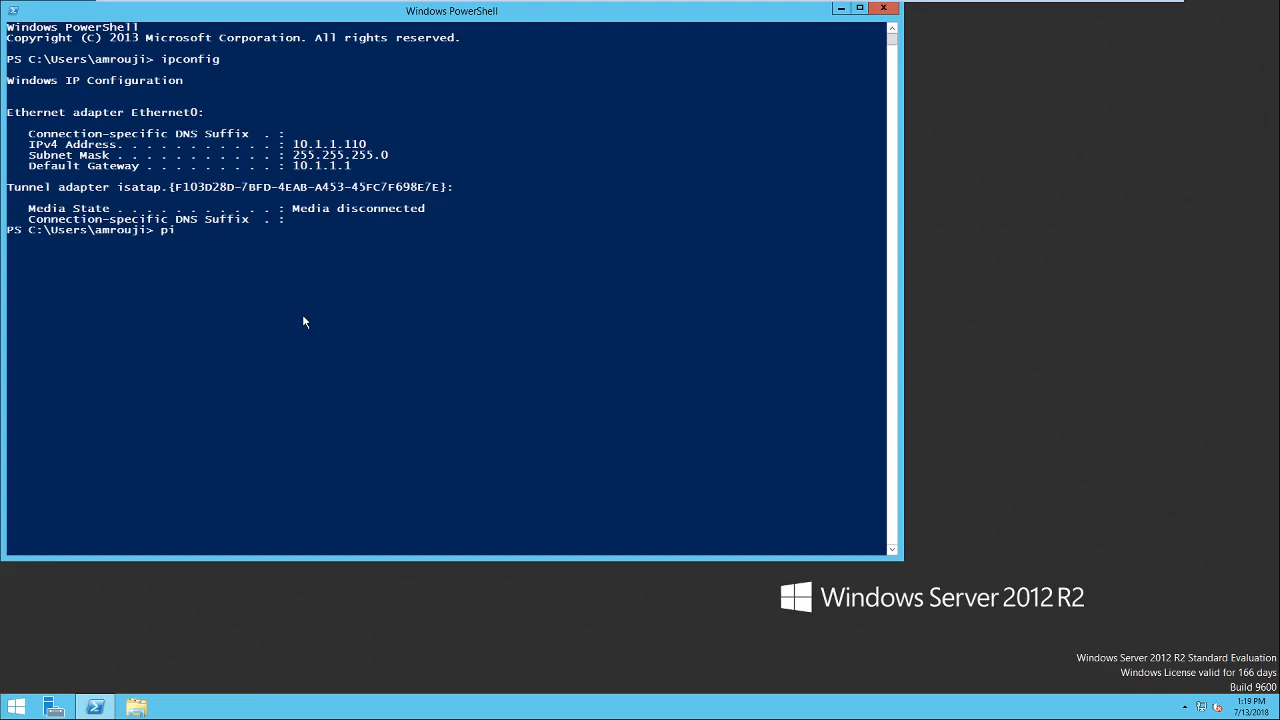 Windows PowerShell
Windows PowerShell
Copyright (C) 2013 Microsoft Corporation. All rights reserved.
PS C:\Users\amrouji> ipconfig
Windows IP Configuration
Ethernet adapter Ethernet0:
Connection-specific DNS Suffix  . :
IPv4 Address. . . . . . . . . . . : 10.1.1.110
Subnet Mask . . . . . . . . . . . : 255.255.255.0
Default Gateway . . . . . . . . . : 10.1.1.1
Tunnel adapter isatap.{F103D28D-7BFD-4EAB-A453-45FC7F698E7E}:
Media State . . . . . . . . . . . : Media disconnected
Connection-specific DNS Suffix  . :
PS C:\Users\amrouji> pi
Windows Server 2012 R2
Windows Server 2012 R2 Standard Evaluation
Windows License valid for 166 days
Build 9600
1:19 PM
7/13/2018